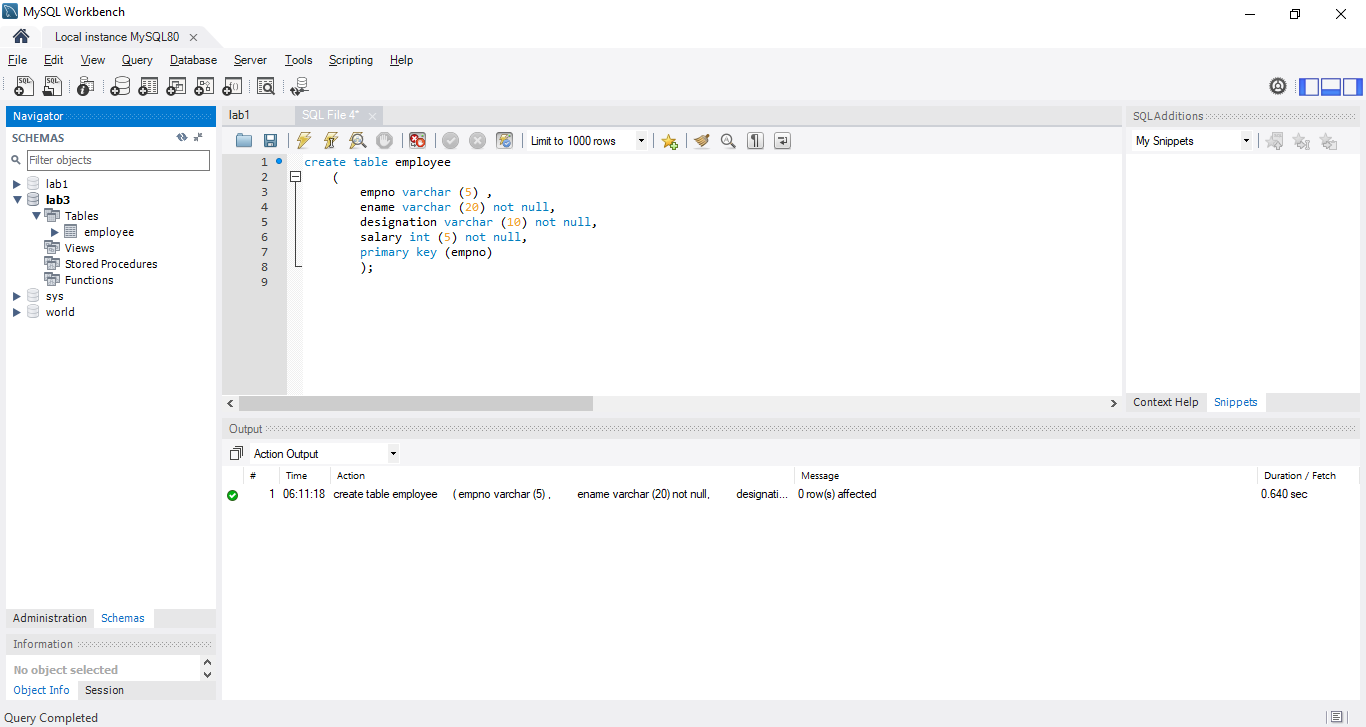 MySQL Workbench
Local instance MySQL80
File Edit View Query Database Server Tools Scripting Help
Navigator
SCHEMAS
Filter objects
lab1
lab3
Tables
employee
Views
Stored Procedures
Functions
sys
world
Administration Schemas
Information
No object selected
Object Info Session
lab1 SQL File 4*
Limit to 1000 rows
1 create table employee
2 (
3 empno varchar (5) ,
4 ename varchar (20) not null,
5 designation varchar (10) not null,
6 salary int (5) not null,
7 primary key (empno)
8 );
9
SQLAdditions
My Snippets
Context Help Snippets
Output
Action Output
# Time Action Message Duration / Fetch
1 06:11:18 create table employee ( empno varchar (5) , ename varchar (20) not null, designati... 0 row(s) affected 0.640 sec
Query Completed